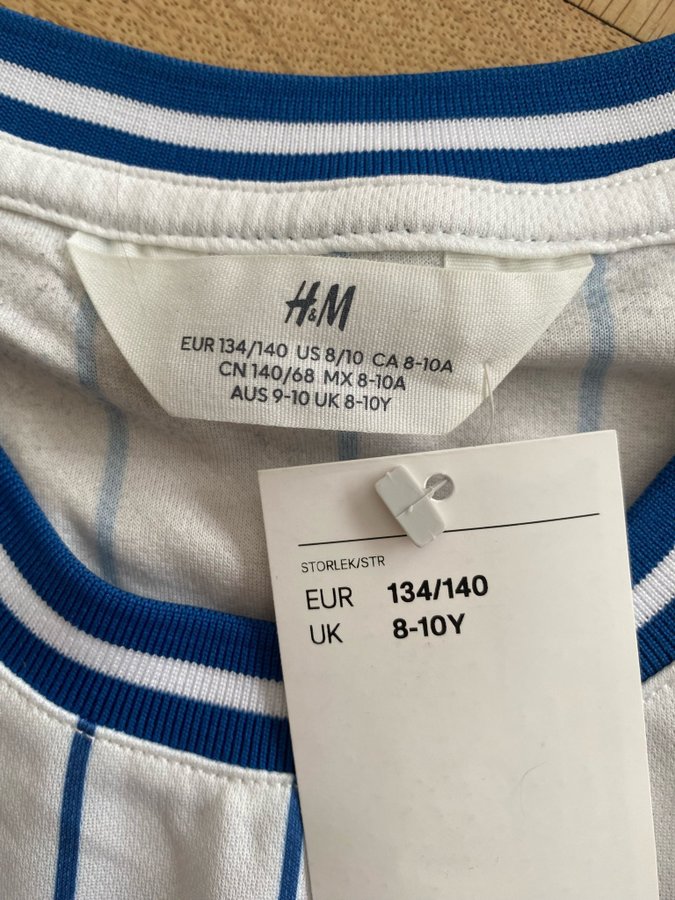 H&M
EUR 134/140 US 8/10 CA 8-10A
CN 140/68 MX 8-10A
AUS 9-10 UK 8-10Y
STORLEK/STR
EUR 134/140
UK 8-10Y